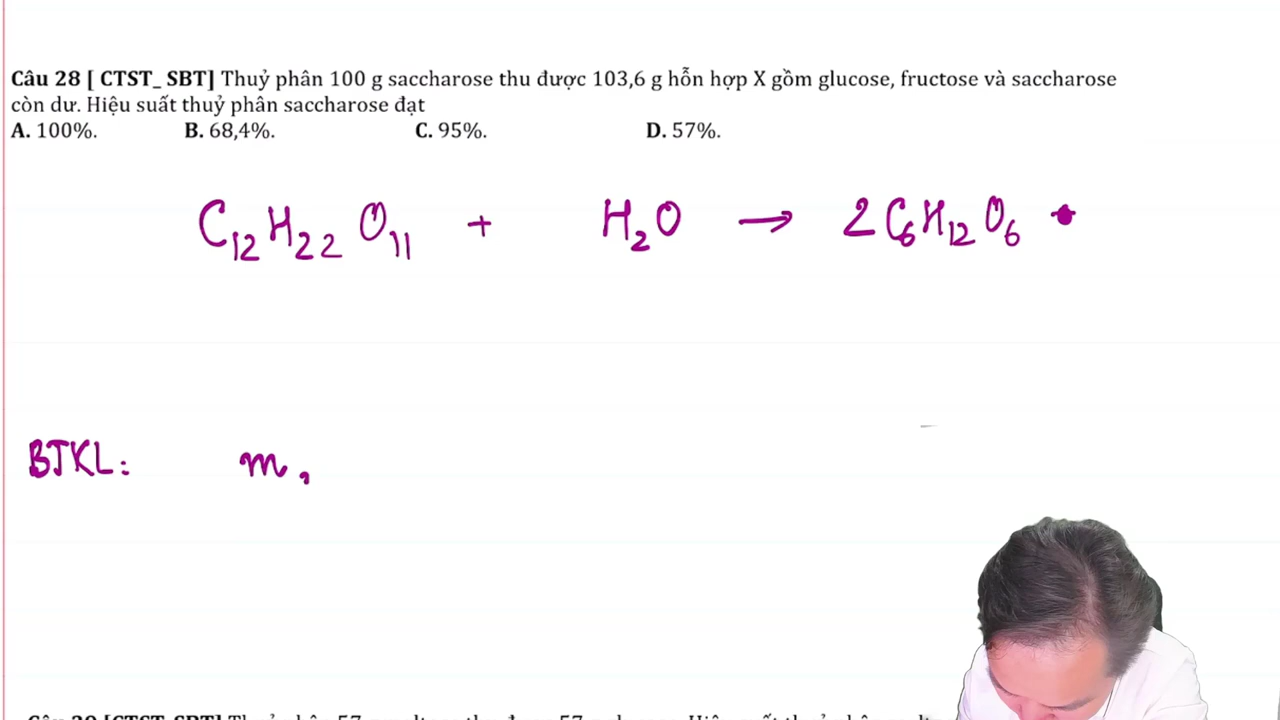 Câu 28 [ CTST_ SBT] Thuỷ phân 100 g saccharose thu được 103,6 g hỗn hợp X gồm glucose, fructose và saccharose
còn dư. Hiệu suất thuỷ phân saccharose đạt
A. 100%. B. 68,4%. C. 95%. D. 57%.
C₁₂H₂₂O₁₁ + H₂O → 2C₆H₁₂O₆
BTKL: m